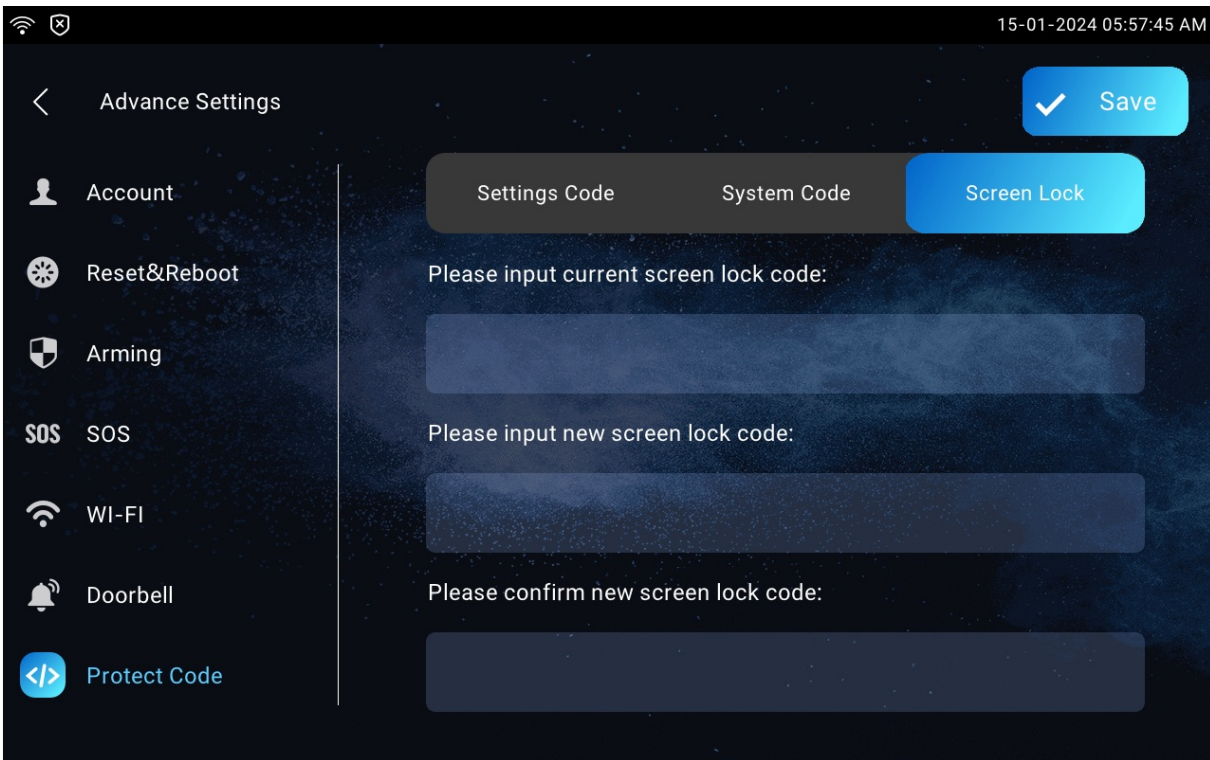 15-01-2024 05:57:45 AM
Advance Settings
Save
Account
Reset&Reboot
Arming
SOS SOS
WI-FI
Doorbell
</> Protect Code
Settings Code System Code Screen Lock
Please input current screen lock code:
Please input new screen lock code:
Please confirm new screen lock code: